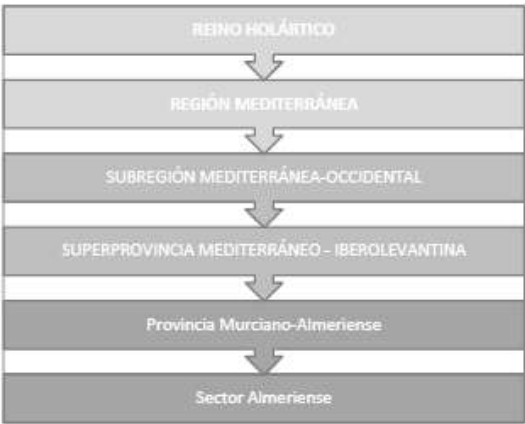 REINO HOLÁRTICO
REGIÓN MEDITERRÁNEA
SUBREGIÓN MEDITERRÁNEA-OCCIDENTAL
SUPERPROVINCIA MEDITERRÁNEO - IBEROLEVANTINA
Provincia Murciano-Almeriense
Sector Almeriense